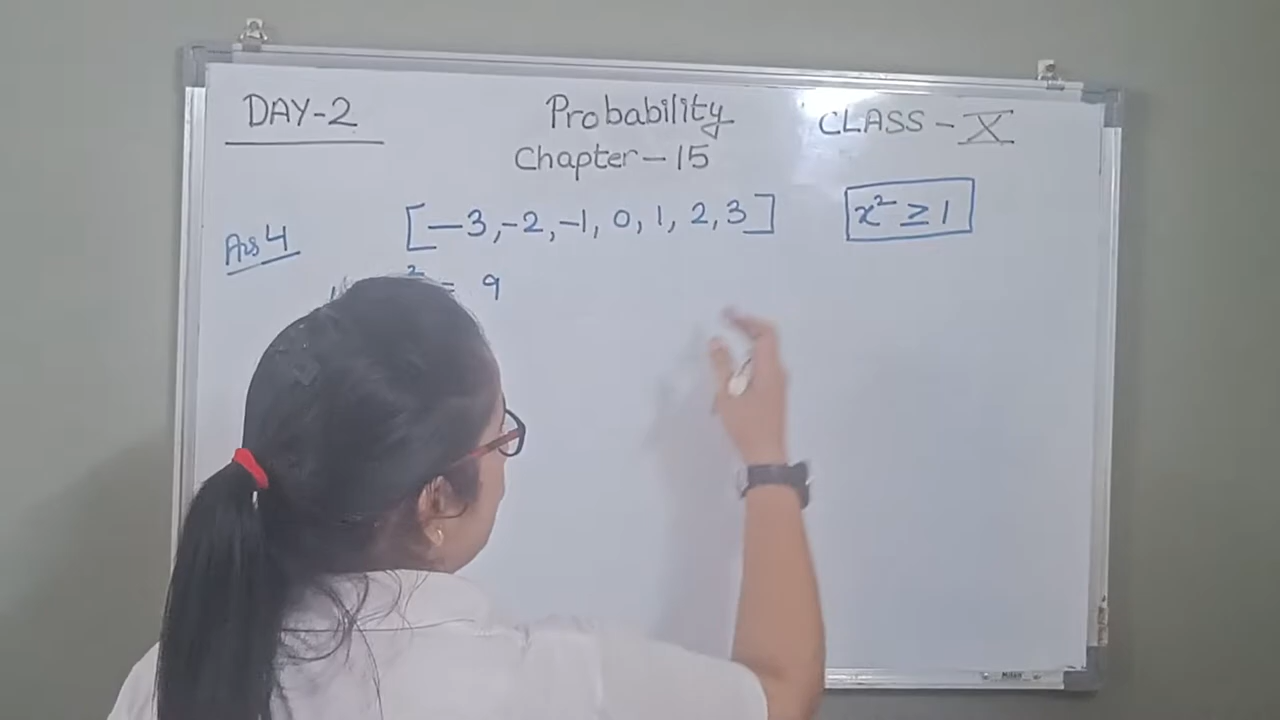 DAY-2
Probability
CLASS - X
Chapter - 15
Ans 4
[-3, -2, -1, 0, 1, 2, 3]
x² ≥ 1
² = 9